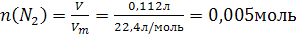 n(N₂) = V/Vₘ = 0,112л/22,4л/моль = 0,005моль